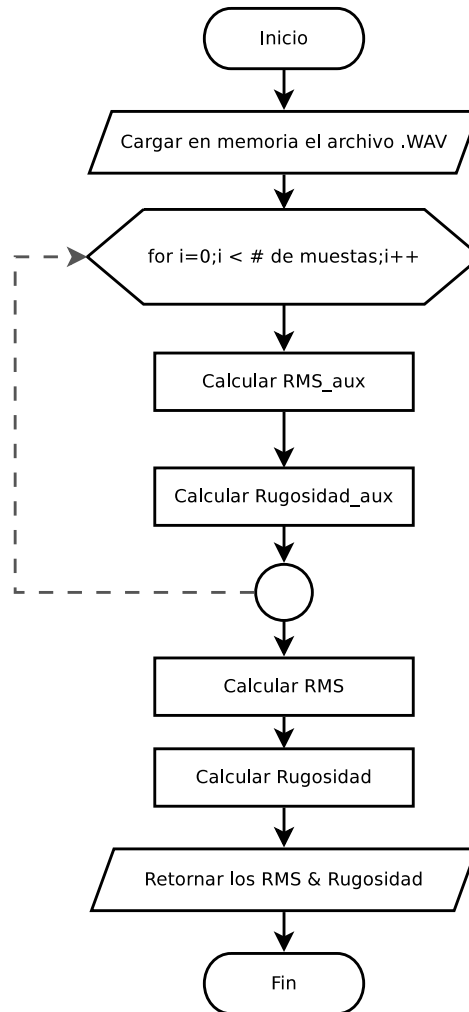 Inicio
Cargar en memoria el archivo .WAV
for i=0;i < # de muestas;i++
Calcular RMS_aux
Calcular Rugosidad_aux
Calcular RMS
Calcular Rugosidad
Retornar los RMS & Rugosidad
Fin